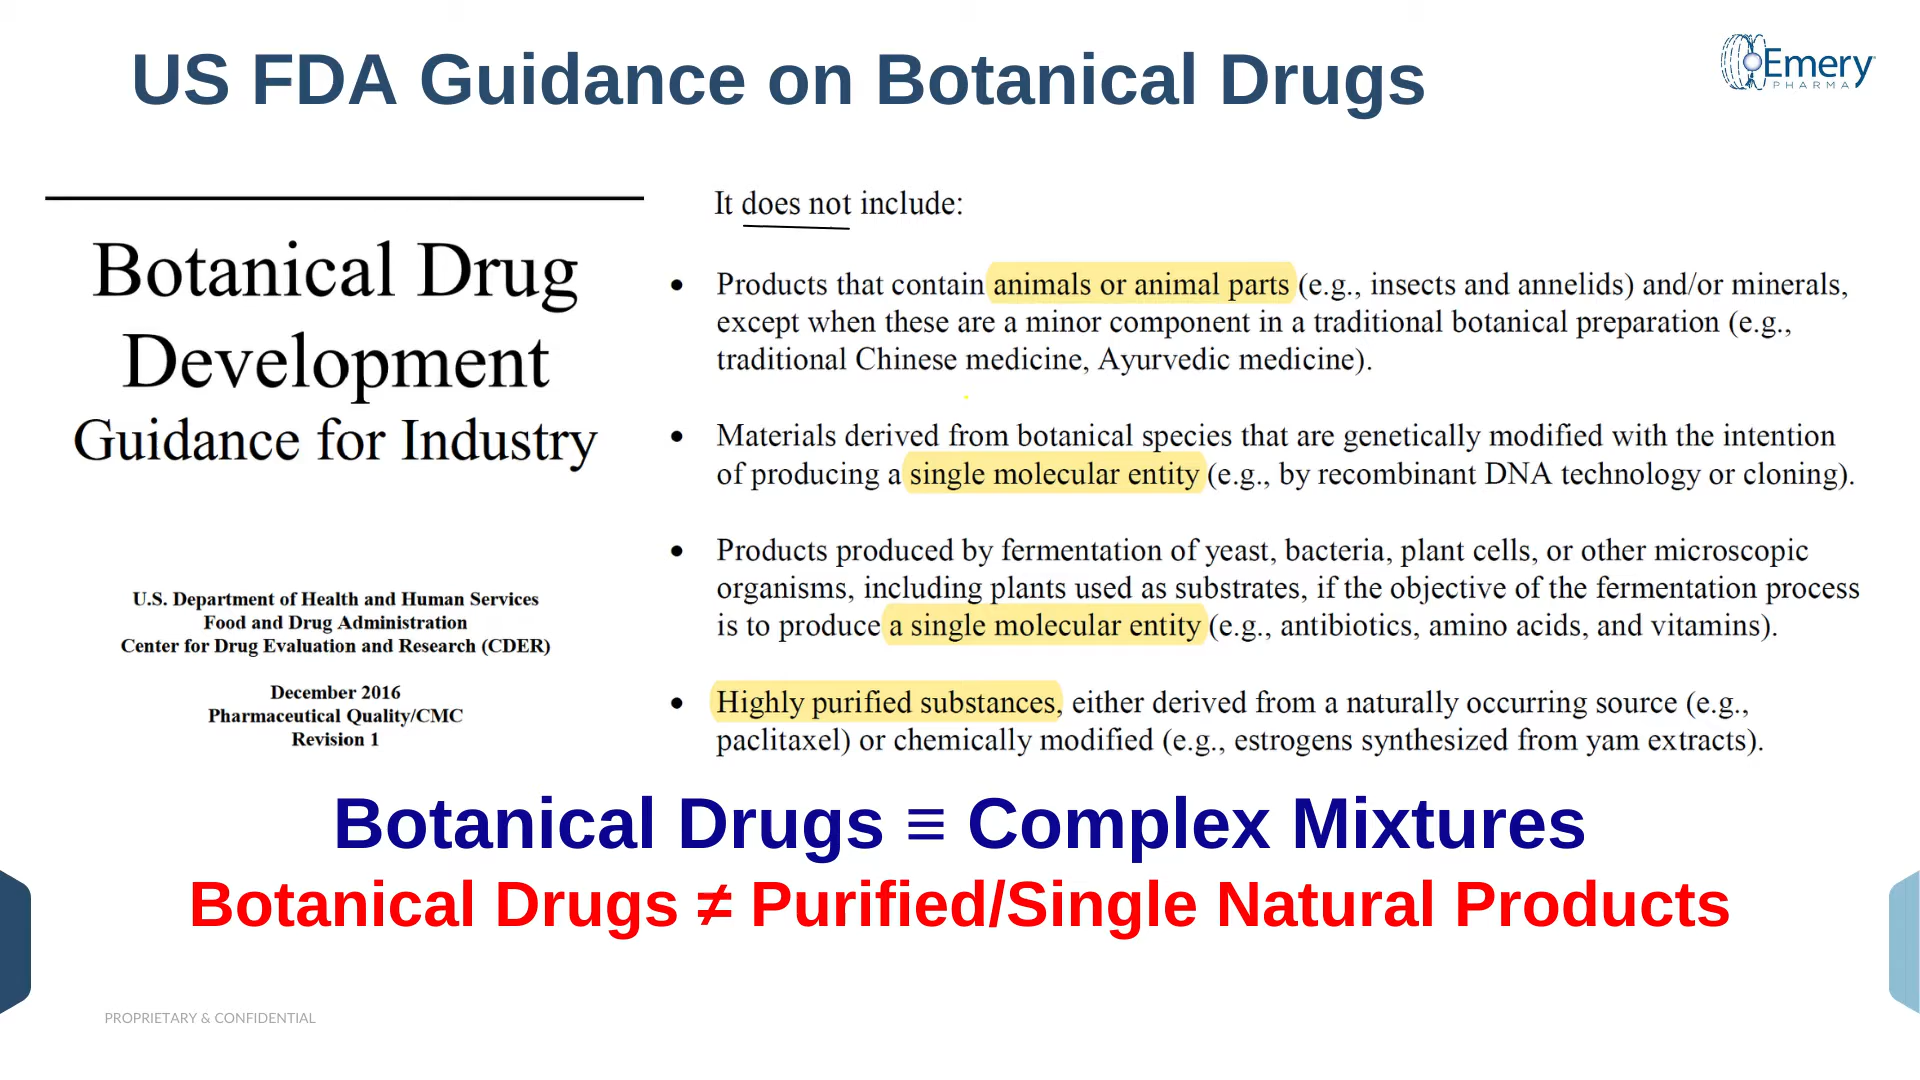 US FDA Guidance on Botanical Drugs
Emery
PHARMA
Botanical Drug
Development
Guidance for Industry
U.S. Department of Health and Human Services
Food and Drug Administration
Center for Drug Evaluation and Research (CDER)
December 2016
Pharmaceutical Quality/CMC
Revision 1
It does not include:
• Products that contain animals or animal parts (e.g., insects and annelids) and/or minerals,
except when these are a minor component in a traditional botanical preparation (e.g.,
traditional Chinese medicine, Ayurvedic medicine).
• Materials derived from botanical species that are genetically modified with the intention
of producing a single molecular entity (e.g., by recombinant DNA technology or cloning).
• Products produced by fermentation of yeast, bacteria, plant cells, or other microscopic
organisms, including plants used as substrates, if the objective of the fermentation process
is to produce a single molecular entity (e.g., antibiotics, amino acids, and vitamins).
• Highly purified substances, either derived from a naturally occurring source (e.g.,
paclitaxel) or chemically modified (e.g., estrogens synthesized from yam extracts).
Botanical Drugs ≡ Complex Mixtures
Botanical Drugs ≠ Purified/Single Natural Products
PROPRIETARY & CONFIDENTIAL